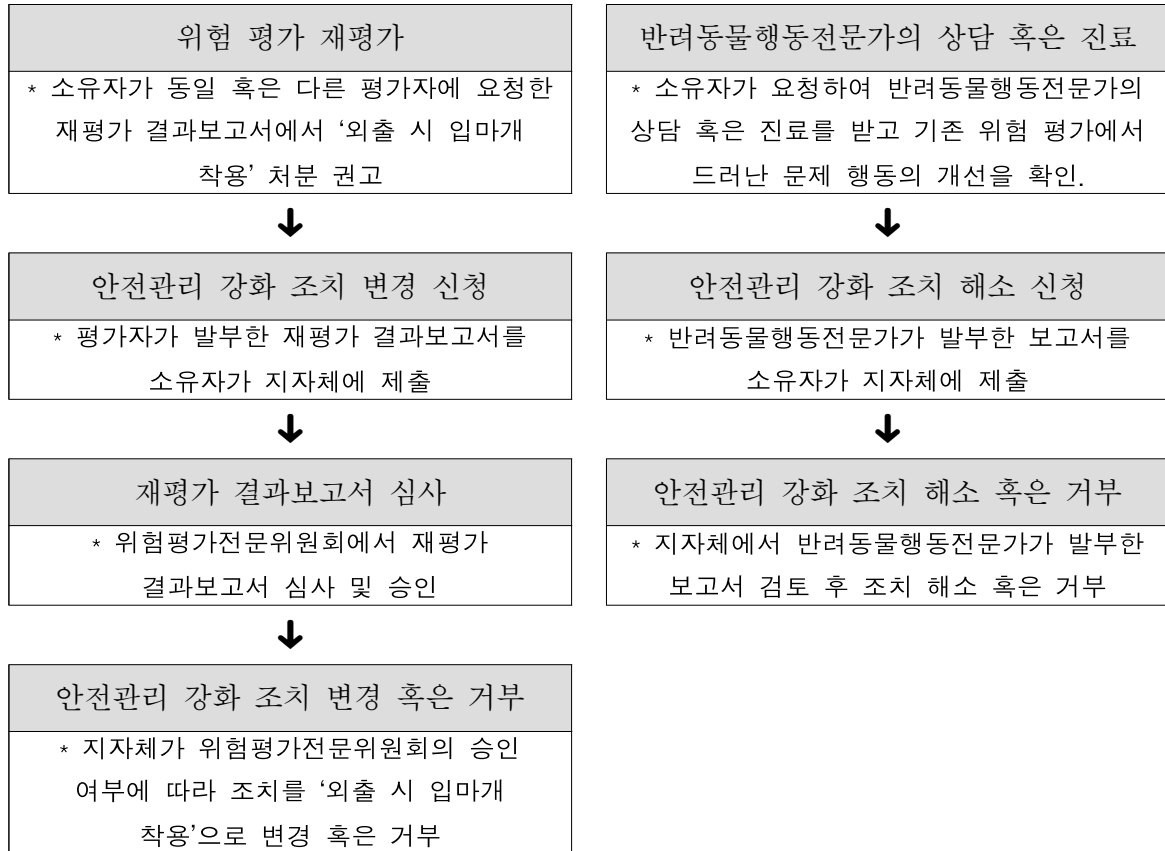 위험 평가 재평가
* 소유자가 동일 혹은 다른 평가자에 요청한
재평가 결과보고서에서 ‘외출 시 입마개
착용’ 처분 권고
↓
안전관리 강화 조치 변경 신청
* 평가자가 발부한 재평가 결과보고서를
소유자가 지자체에 제출
↓
재평가 결과보고서 심사
* 위험평가전문위원회에서 재평가
결과보고서 심사 및 승인
↓
안전관리 강화 조치 변경 혹은 거부
* 지자체가 위험평가전문위원회의 승인
여부에 따라 조치를 ‘외출 시 입마개
착용’으로 변경 혹은 거부
반려동물행동전문가의 상담 혹은 진료
* 소유자가 요청하여 반려동물행동전문가의
상담 혹은 진료를 받고 기존 위험 평가에서
드러난 문제 행동의 개선을 확인.
↓
안전관리 강화 조치 해소 신청
* 반려동물행동전문가가 발부한 보고서를
소유자가 지자체에 제출
↓
안전관리 강화 조치 해소 혹은 거부
* 지자체에서 반려동물행동전문가가 발부한
보고서 검토 후 조치 해소 혹은 거부